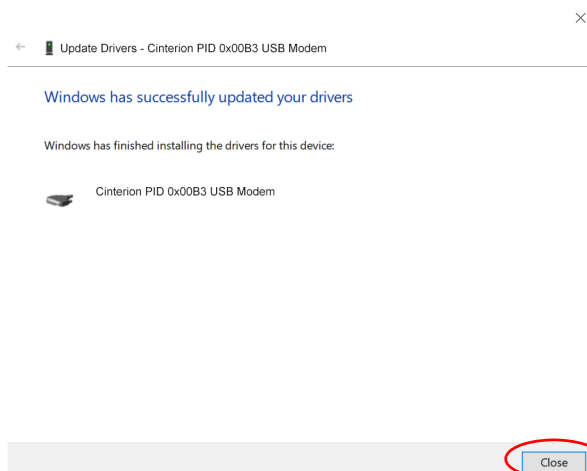 Update Drivers - Cinterion PID 0x00B3 USB Modem
Windows has successfully updated your drivers
Windows has finished installing the drivers for this device:
Cinterion PID 0x00B3 USB Modem
Close